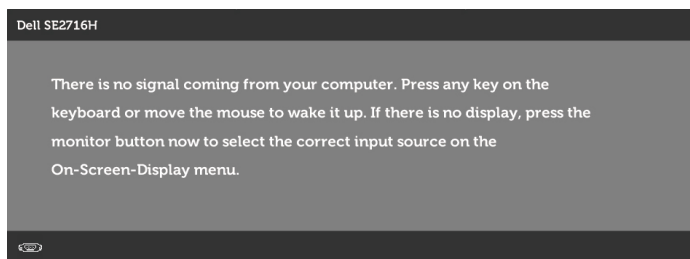 Dell SE2716H
There is no signal coming from your computer. Press any key on the
keyboard or move the mouse to wake it up. If there is no display, press the
monitor button now to select the correct input source on the
On-Screen-Display menu.